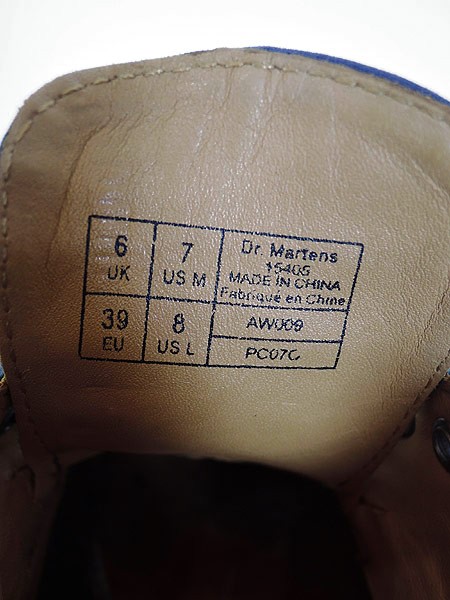 6
UK
7
US M
Dr. Martens
15405
MADE IN CHINA
Fabriqué en Chine
39
EU
8
US L
AW009
PC07C